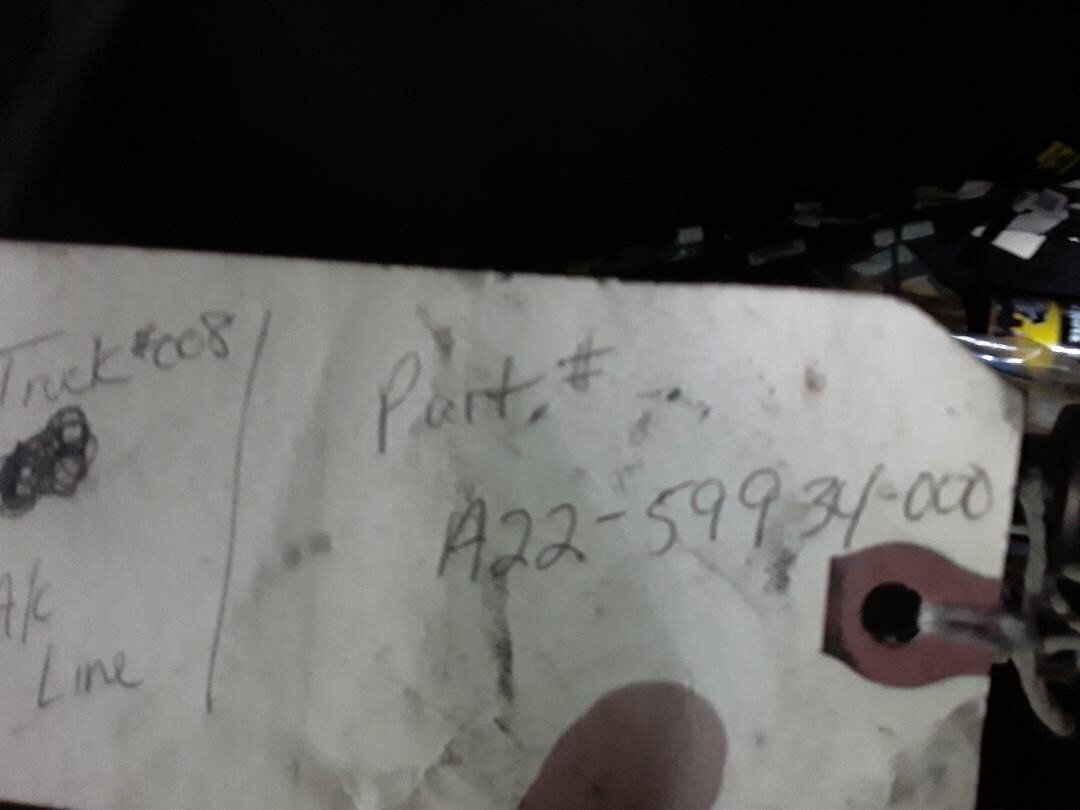 Truck #008
A/C
Line
Part. #
A22-59934-000